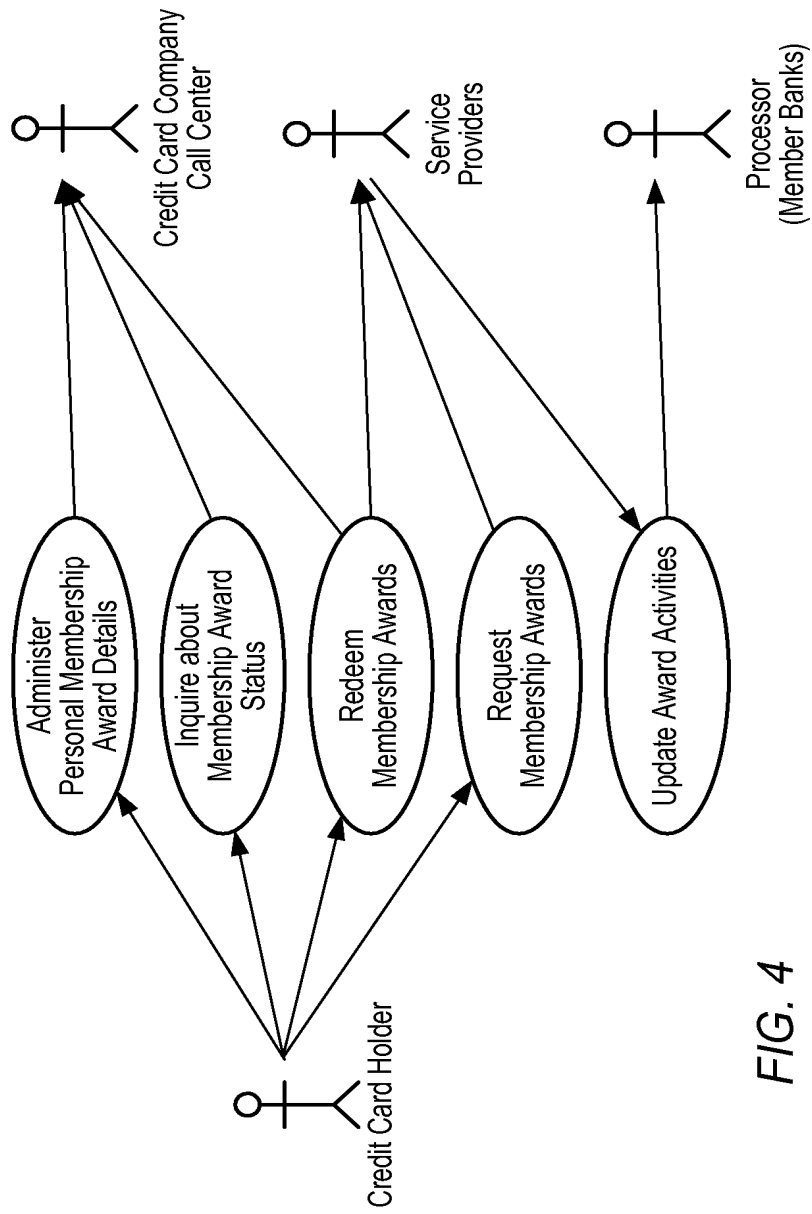 Credit Card Holder
Administer
Personal Membership
Award Details
Inquire about
Membership Award
Status
Redeem
Membership Awards
Request
Membership Awards
Update Award Activities
Credit Card Company
Call Center
Service
Providers
Processor
(Member Banks)
FIG. 4